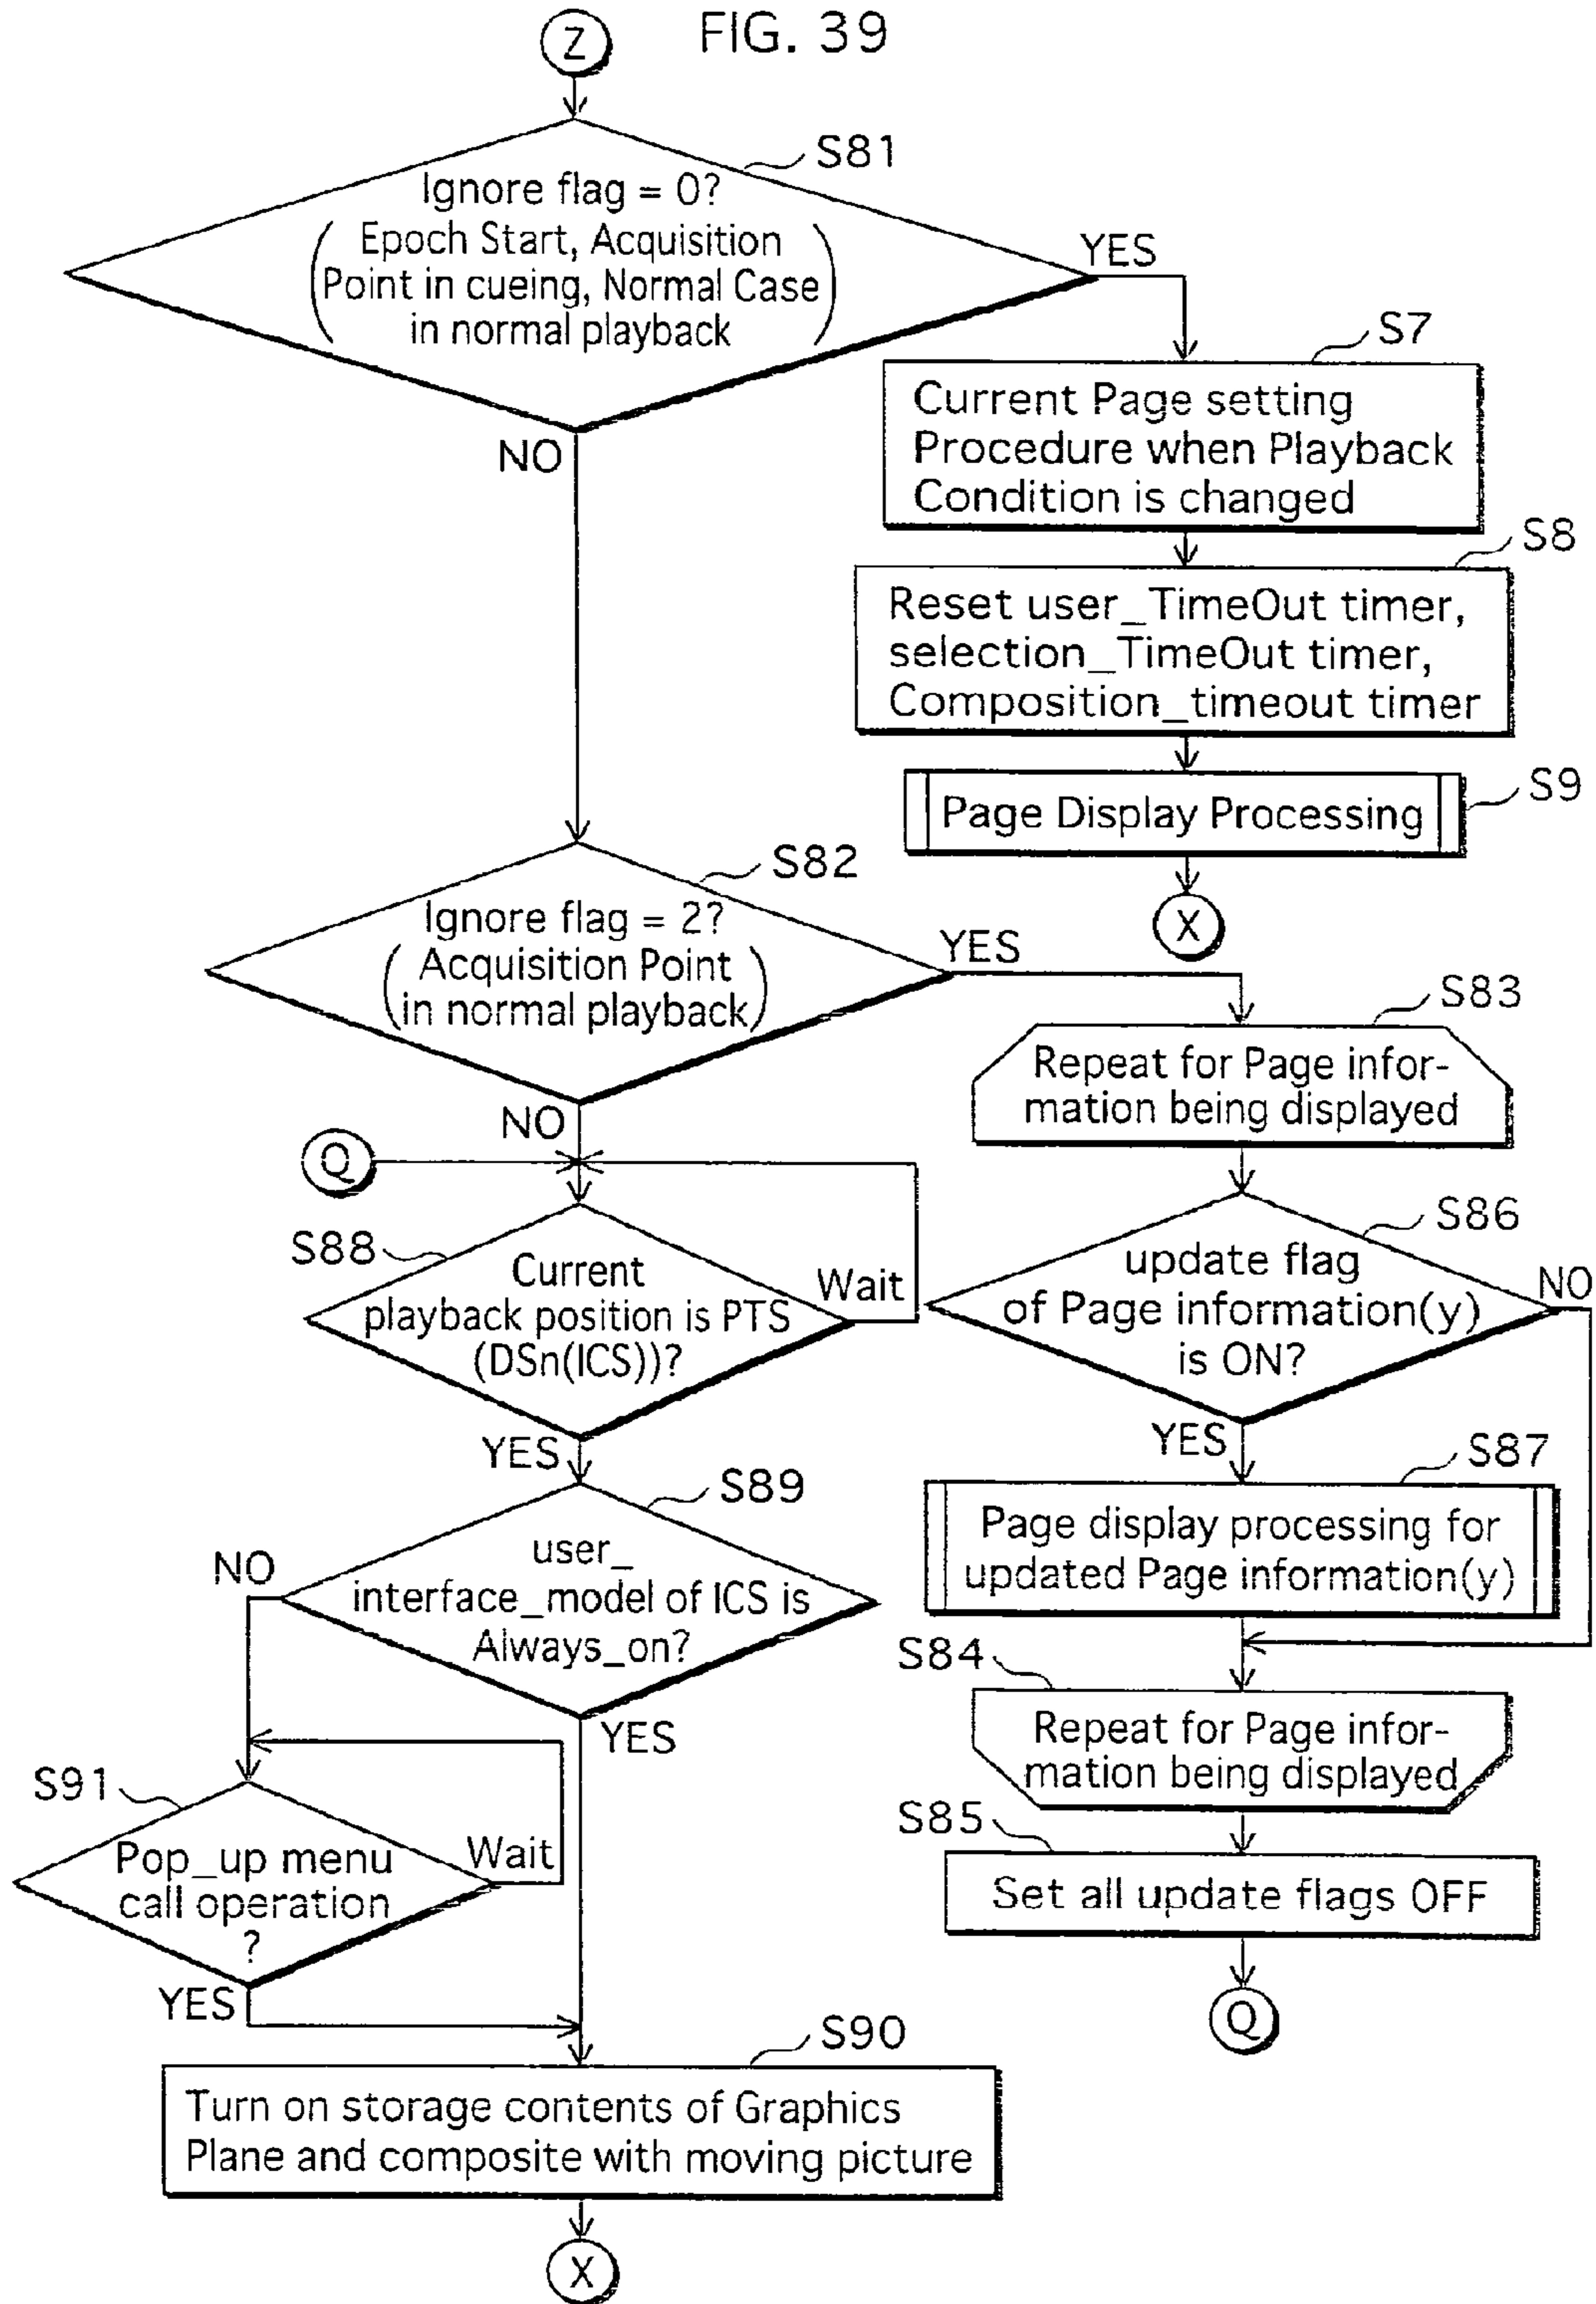 FIG. 39
Z
S81
Ignore flag = 0?
( Epoch Start, Acquisition
Point in cueing, Normal Case
in normal playback )
YES
NO
S7
Current Page setting
Procedure when Playback
Condition is changed
S8
Reset user_TimeOut timer,
selection_TimeOut timer,
Composition_timeout timer
S9
Page Display Processing
X
S82
Ignore flag = 2?
( Acquisition Point
in normal playback )
YES
NO
S83
Repeat for Page infor-
mation being displayed
Q
S88
Current
playback position is PTS
(DSn(ICS))?
Wait
YES
S86
update flag
of Page information(y)
is ON?
NO
YES
S87
Page display processing for
updated Page information(y)
S89
user_
interface_model of ICS is
Always_on?
NO
YES
S84
Repeat for Page infor-
mation being displayed
S91
Pop_up menu
call operation
?
Wait
YES
S85
Set all update flags OFF
Q
S90
Turn on storage contents of Graphics
Plane and composite with moving picture
X